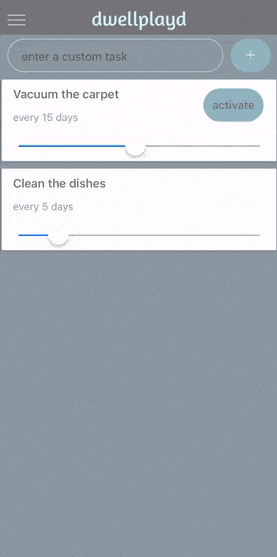 dwellplayd
enter a custom task
+
Vacuum the carpet
every 15 days
activate
Clean the dishes
every 5 days